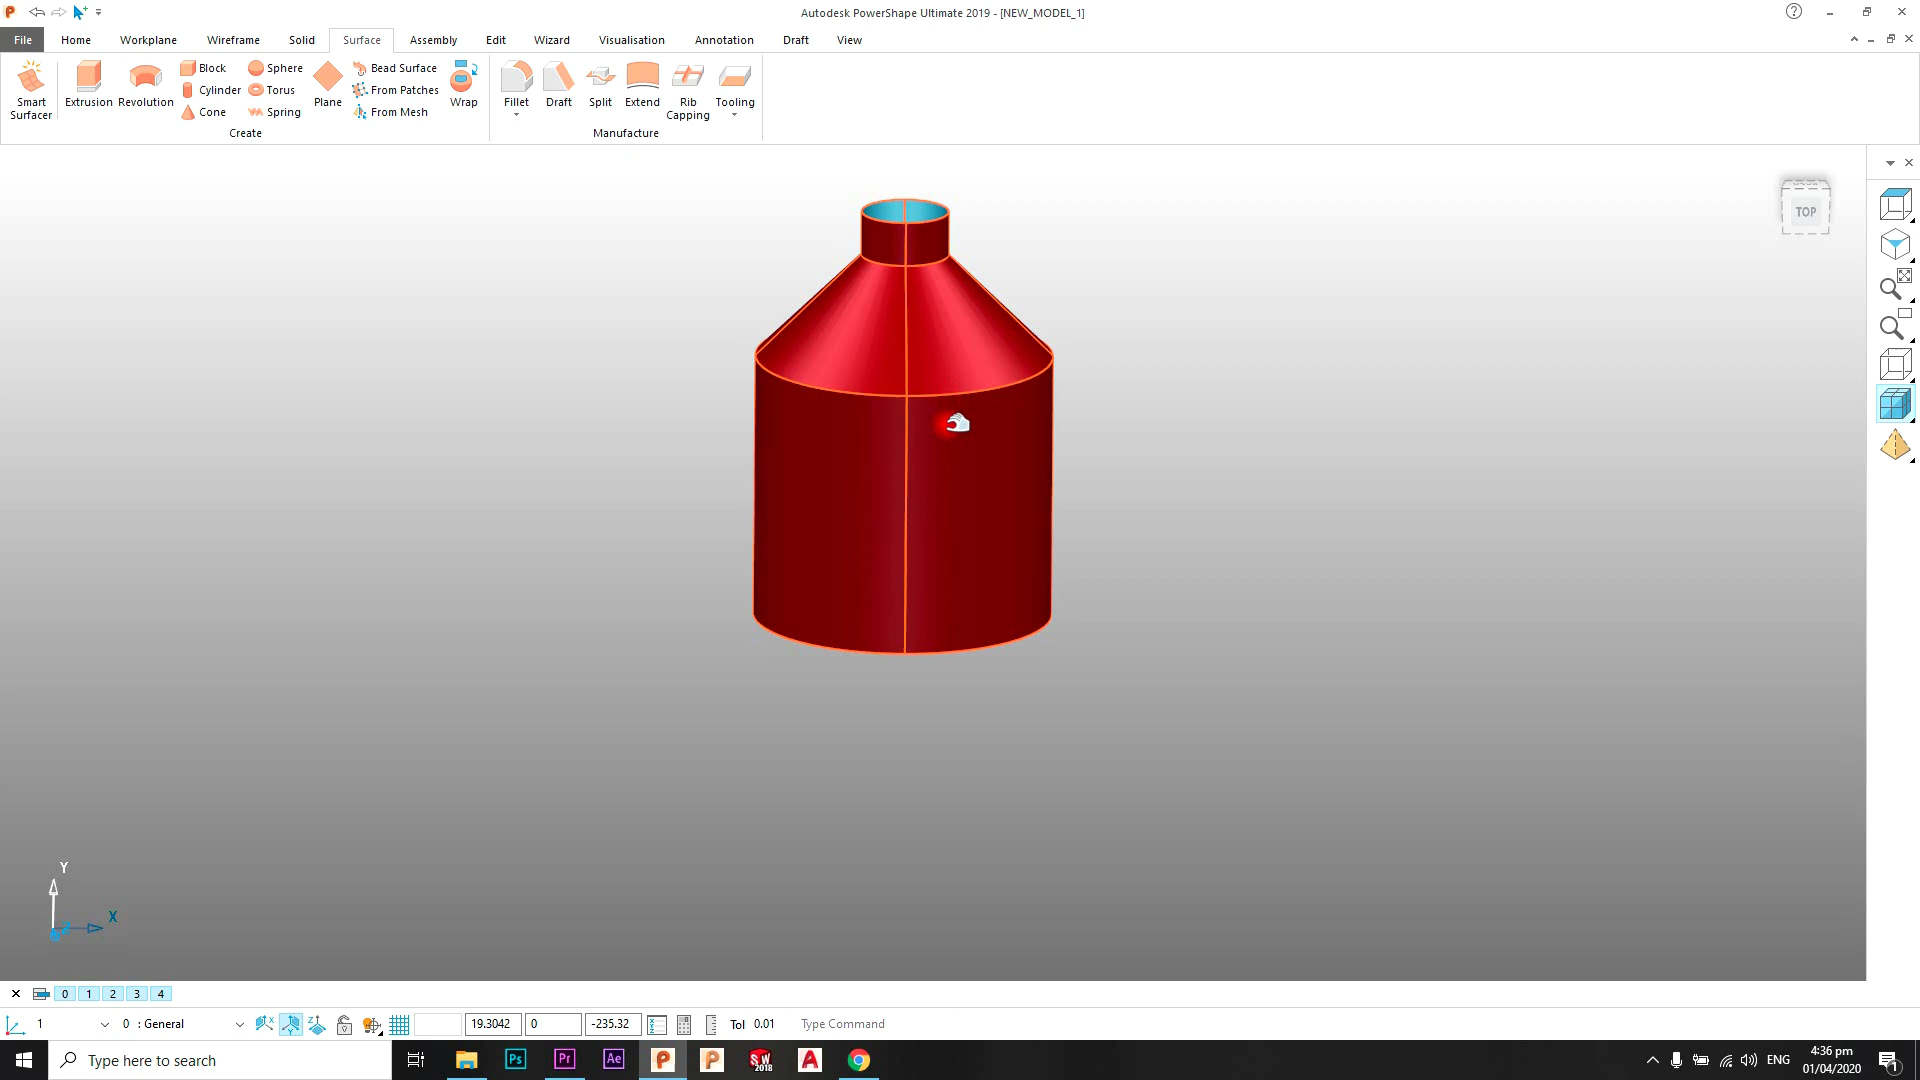 Autodesk PowerShape Ultimate 2019 - [NEW_MODEL_1]
File Home Workplane Wireframe Solid Surface Assembly Edit Wizard Visualisation Annotation Draft View
Smart Surfacer
Extrusion
Revolution
Block
Cylinder
Cone
Sphere
Torus
Spring
Plane
Bead Surface
From Patches
From Mesh
Wrap
Create
Fillet
Draft
Split
Extend
Rib Capping
Tooling
Manufacture
TOP
Y
X
0 1 2 3 4
1 0 : General 19.3042 0 -235.32 Tol 0.01 Type Command
Type here to search
Ps Pr Ae P P SW 2018 A
ENG 4:36 pm
01/04/2020
1